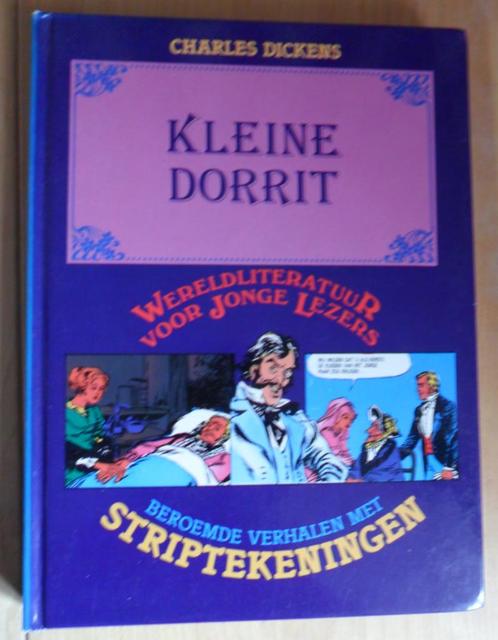 CHARLES DICKENS
KLEINE
DORRIT
WERELDLITERATUUR
VOOR JONGE LEZERS
BEROEMDE VERHALEN MET
STRIPTEKENINGEN